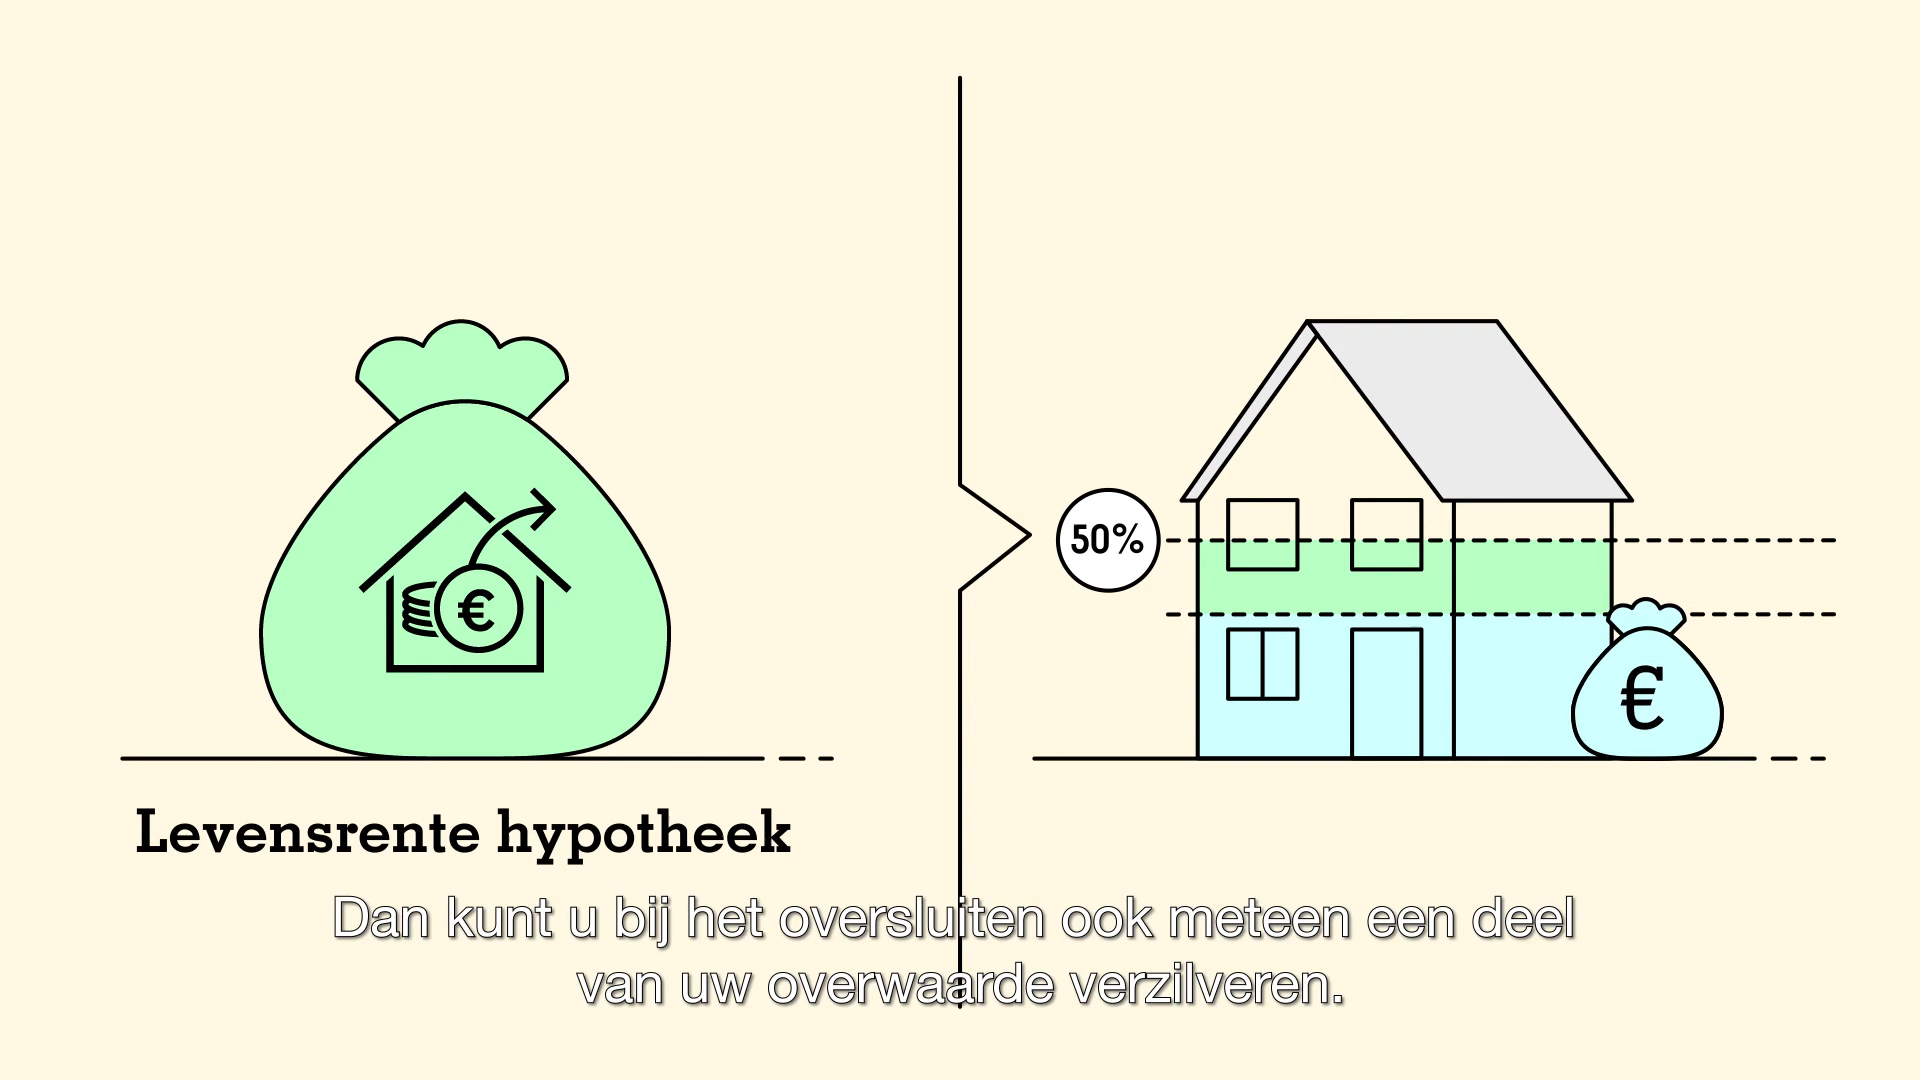 €
50%
€
Levensrente hypotheek
Dan kunt u bij het oversluiten ook meteen een deel
van uw overwaarde verzilveren.